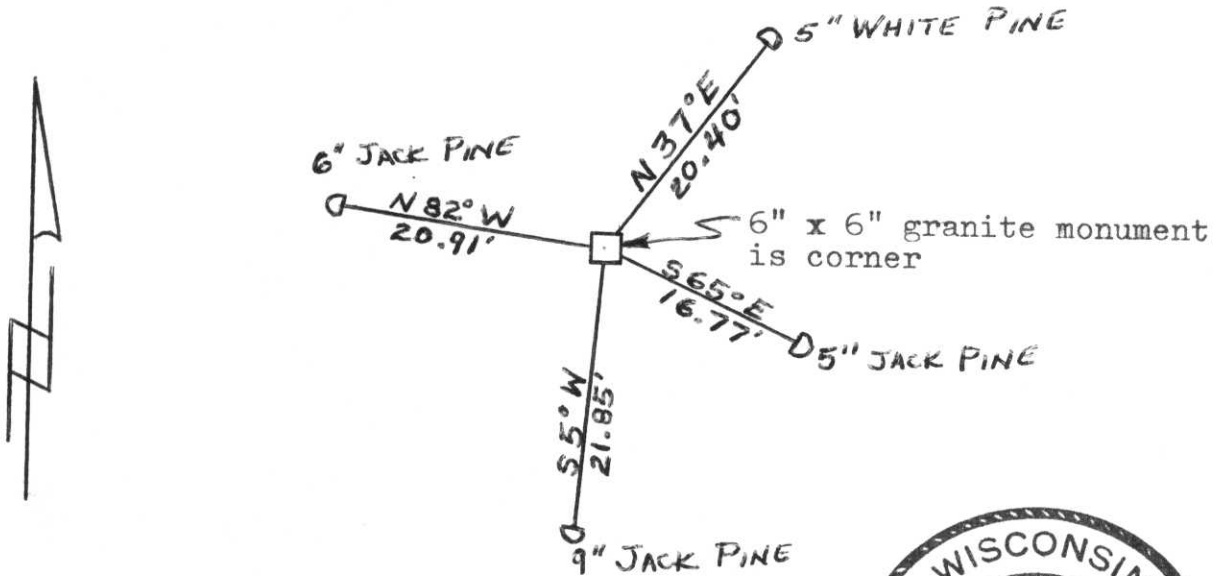 5" WHITE PINE
N 37° E
20.40'
6" JACK PINE
N 82° W
20.91'
6" x 6" granite monument
is corner
S 65° E
16.77'
5" JACK PINE
S 5° W
21.85'
9" JACK PINE
WISCONSIN